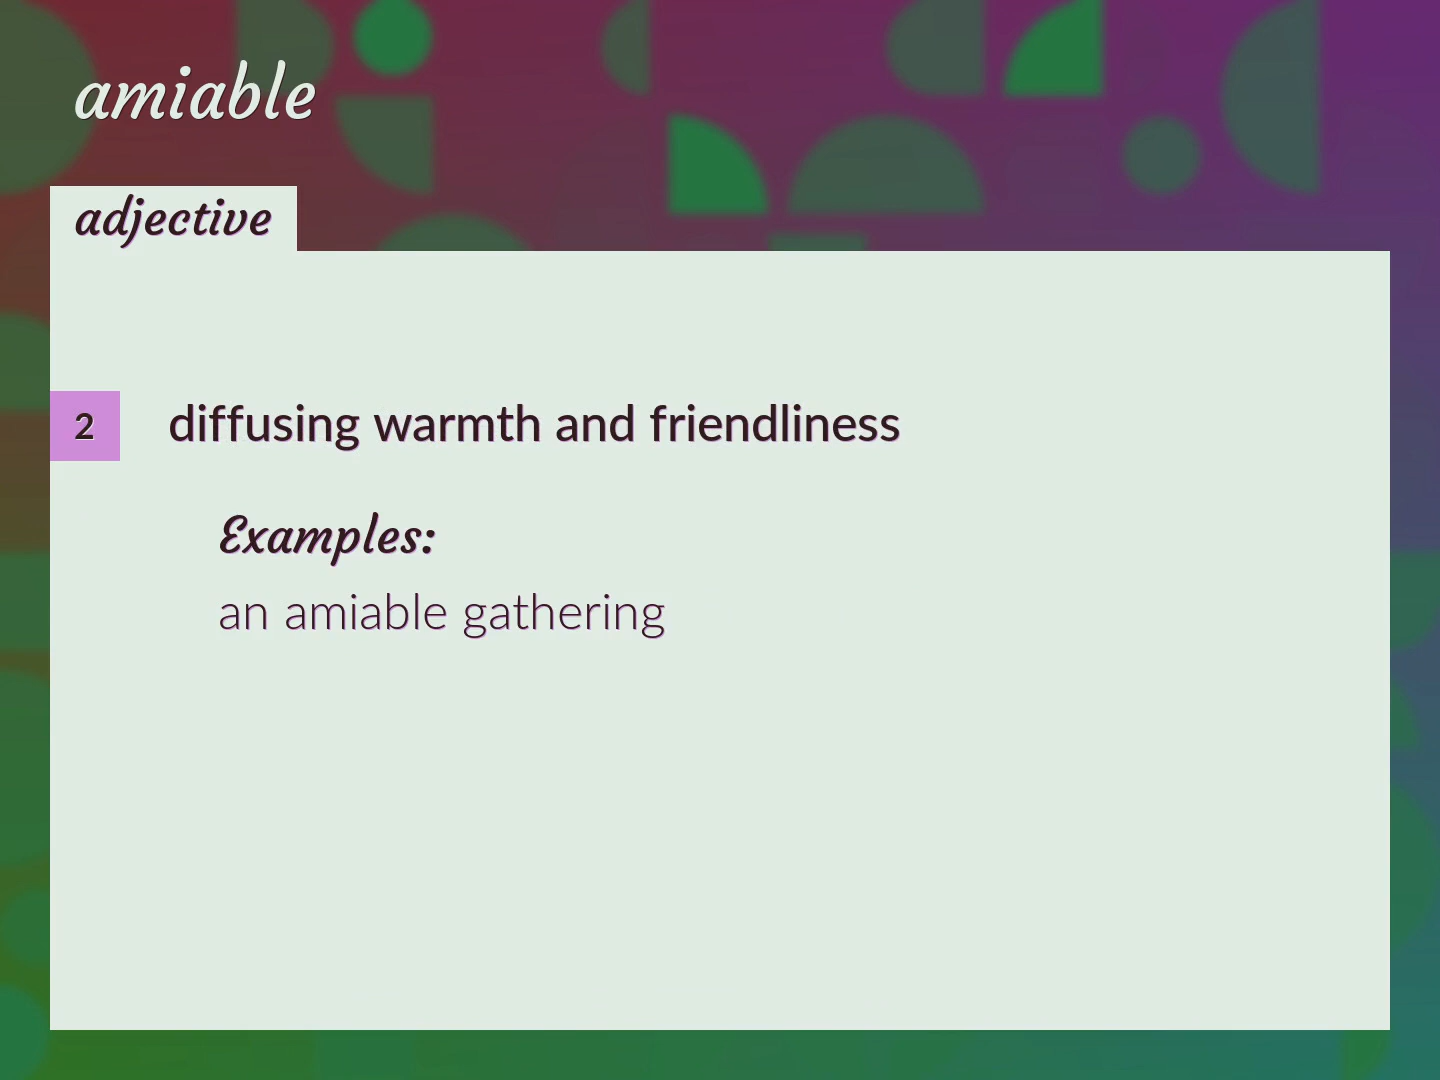 amiable
adjective
2 diffusing warmth and friendliness
Examples:
an amiable gathering